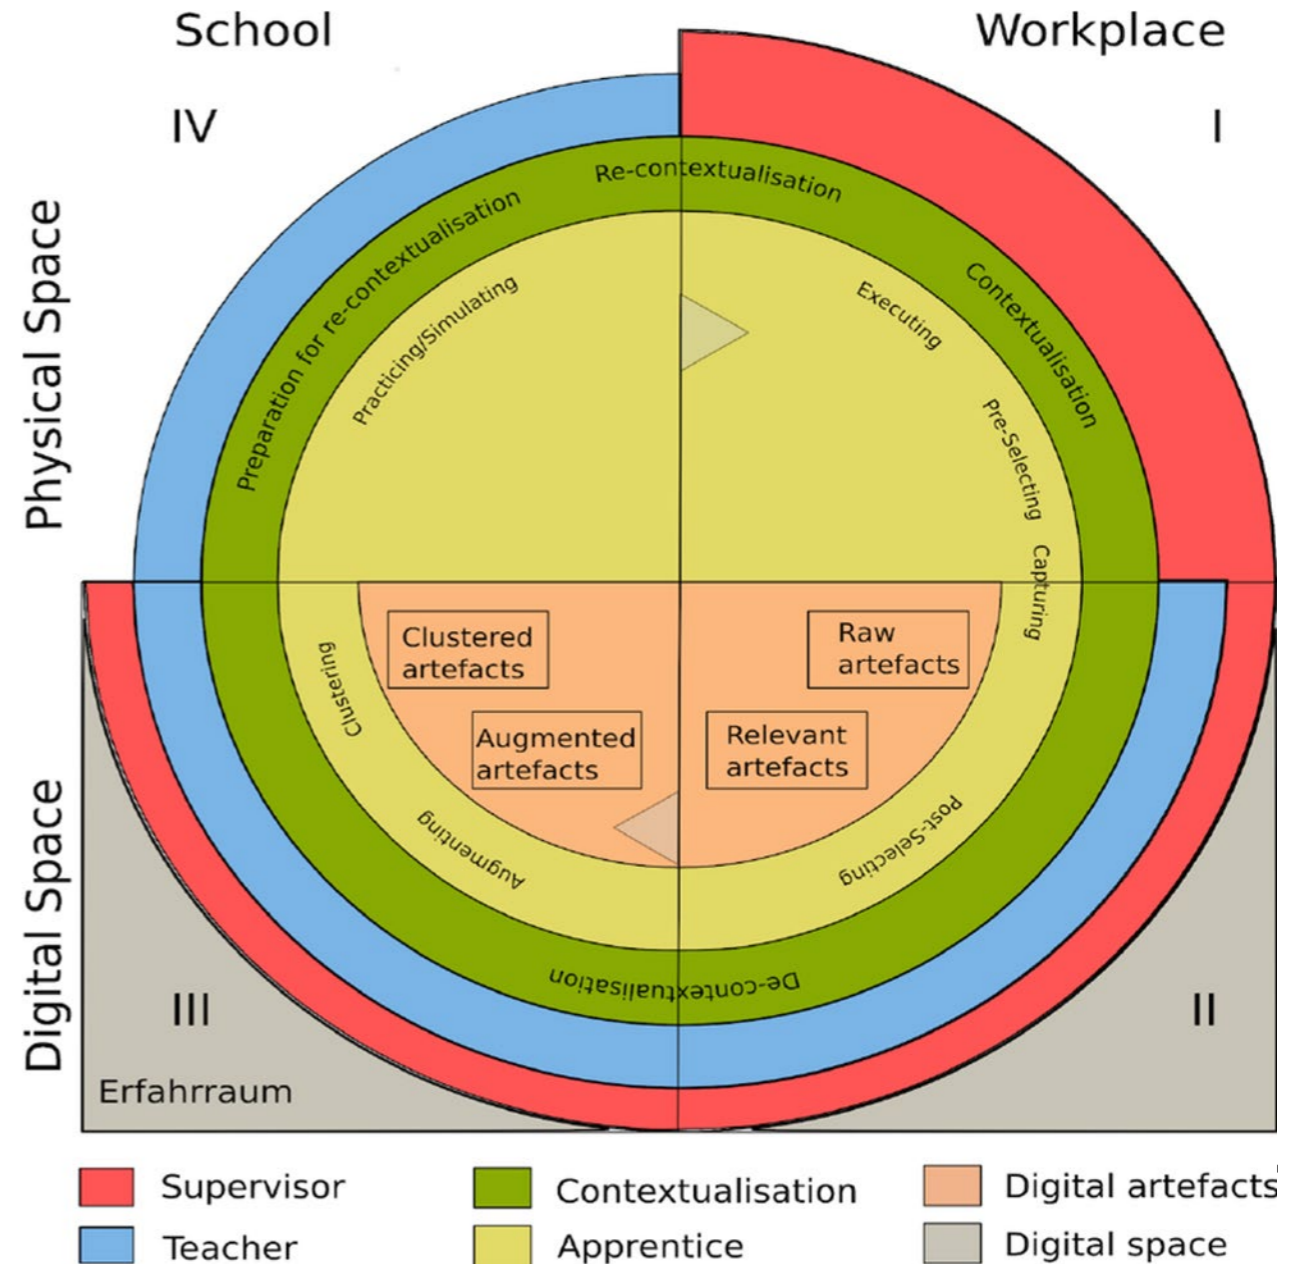 School
Workplace
IV
I
Physical Space
Re-contextualisation
Preparation for re-contextualisation
Contextualisation
Practicing/Simulating
Executing
Pre-Selecting
Capturing
Clustered
artefacts
Raw
artefacts
Augmented
artefacts
Relevant
artefacts
Clustering
Augmenting
Post-Selecting
De-contextualisation
Digital Space
III
II
Erfahrraum
Supervisor
Contextualisation
Digital artefacts
Teacher
Apprentice
Digital space